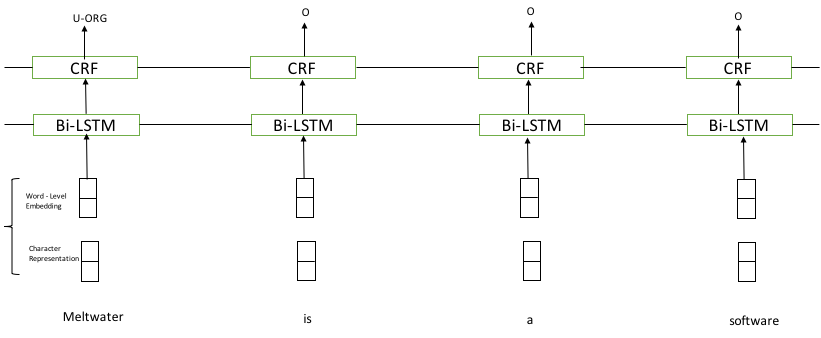 U-ORG
O
O
O
CRF
CRF
CRF
CRF
Bi-LSTM
Bi-LSTM
Bi-LSTM
Bi-LSTM
Word - Level
Embedding
Character
Representation
Meltwater
is
a
software